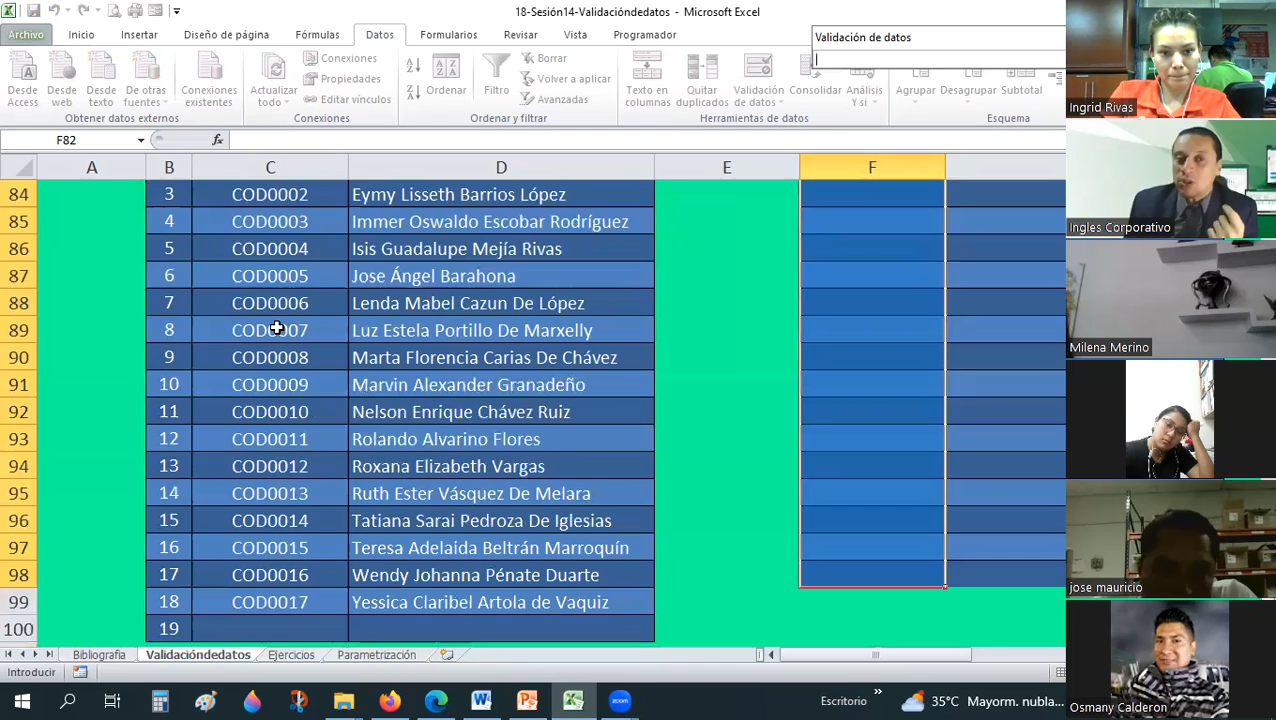 18-Sesión14-Validacióndedatos - Microsoft Excel
Archivo Inicio Insertar Diseño de página Fórmulas Datos Formularios Revisar Vista Programador
Validación de datos
Desde Access
Desde web
Desde texto
De otras fuentes
Conexiones existentes
Obtener datos externos
Actualizar todo
Conexiones
Propiedades
Editar vínculos
Conexiones
Ordenar
Filtro
Borrar
Volver a aplicar
Avanzadas
Ordenar y filtrar
Texto en columnas
Quitar duplicados
Validación de datos
Consolidar
Análisis Y si
Herramientas de datos
Agrupar
Desagrupar
Subtotal
Esquema
F82 fx
A B C D E F
84 3 COD0002 Eymy Lisseth Barrios López
85 4 COD0003 Immer Oswaldo Escobar Rodríguez
86 5 COD0004 Isis Guadalupe Mejía Rivas
87 6 COD0005 Jose Ángel Barahona
88 7 COD0006 Lenda Mabel Cazun De López
89 8 COD0007 Luz Estela Portillo De Marxelly
90 9 COD0008 Marta Florencia Carias De Chávez
91 10 COD0009 Marvin Alexander Granadeño
92 11 COD0010 Nelson Enrique Chávez Ruiz
93 12 COD0011 Rolando Alvarino Flores
94 13 COD0012 Roxana Elizabeth Vargas
95 14 COD0013 Ruth Ester Vásquez De Melara
96 15 COD0014 Tatiana Sarai Pedroza De Iglesias
97 16 COD0015 Teresa Adelaida Beltrán Marroquín
98 17 COD0016 Wendy Johanna Pénate Duarte
99 18 COD0017 Yessica Claribel Artola de Vaquiz
100 19
Bibliografia Validacióndedatos Ejercicios Parametrización
Introducir
Escritorio » 35°C Mayorm. nubla...
zoom
Ingrid Rivas
Ingles Corporativo
Milena Merino
jose mauricio
Osmany Calderon